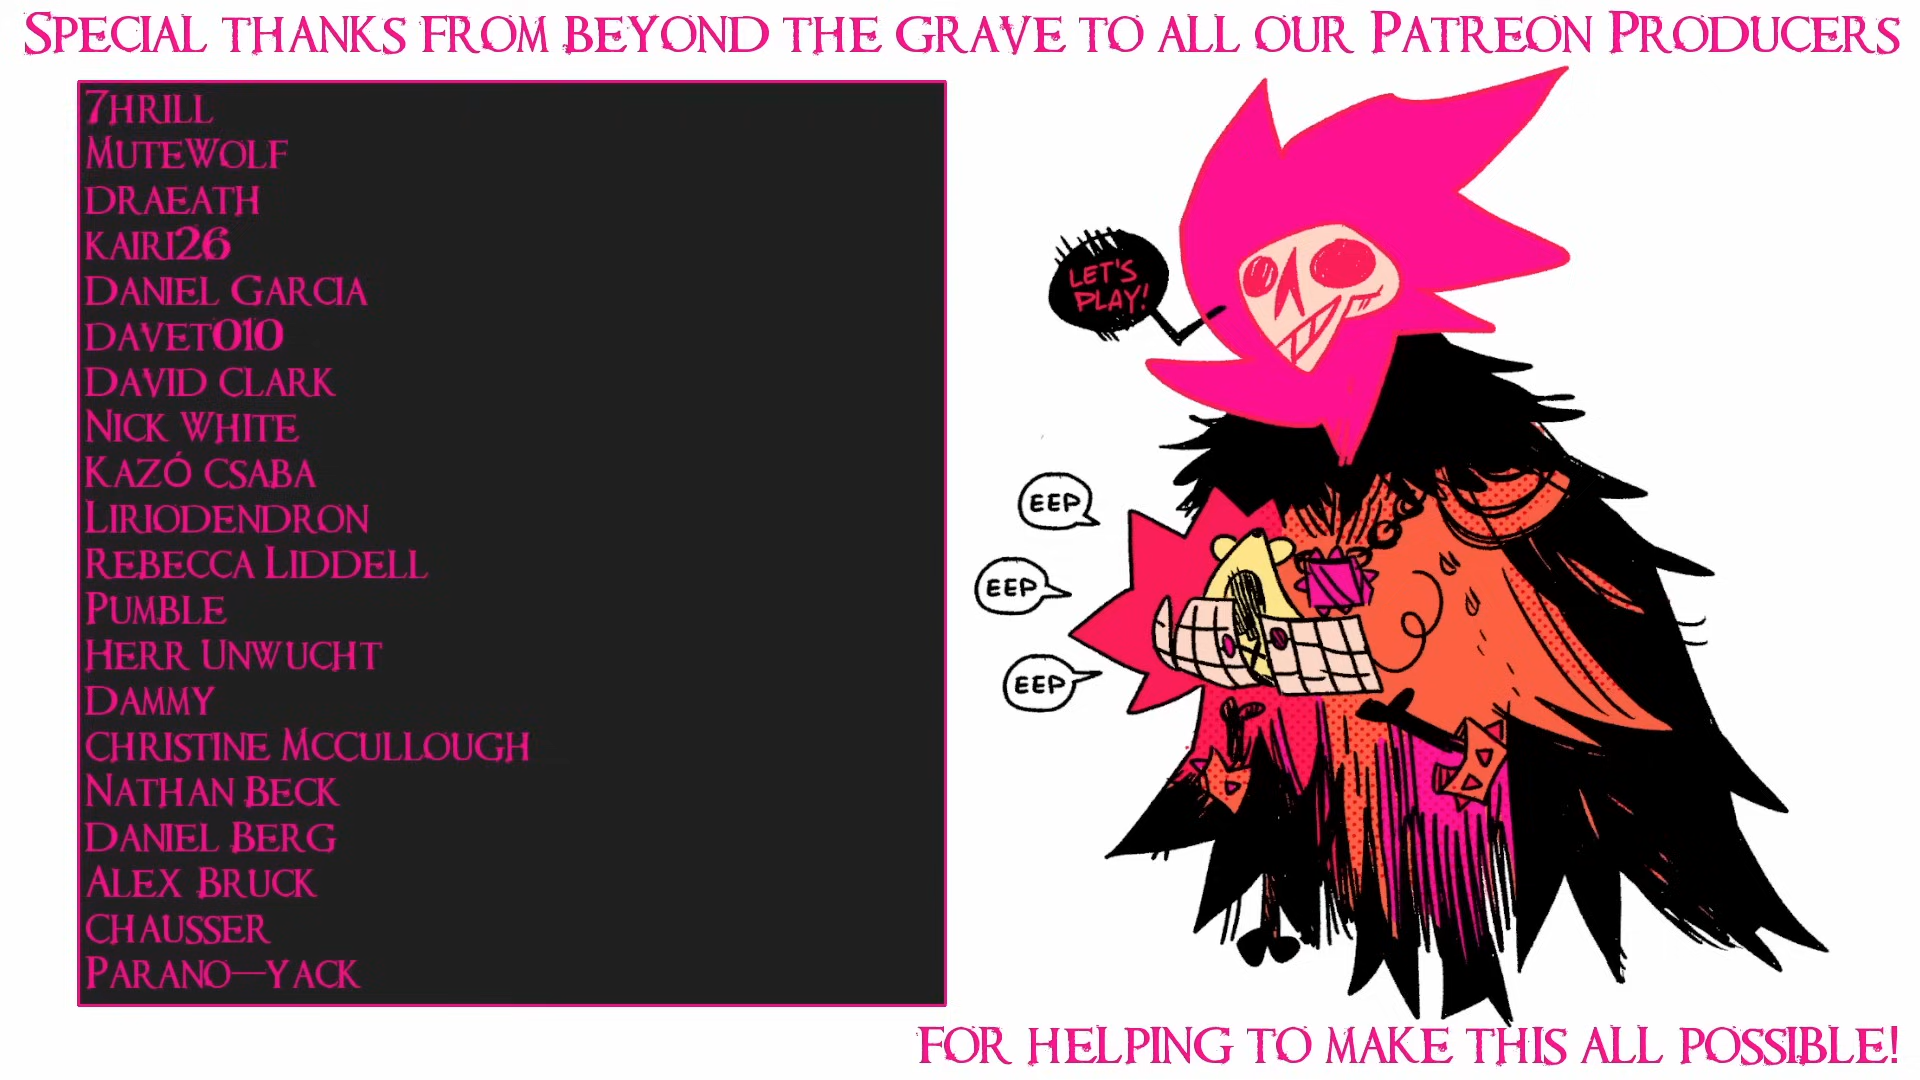 Special thanks from beyond the grave to all our Patreon Producers
7hrill
MuteWolf
draeath
kairi26
Daniel Garcia
davet010
David Clark
Nick White
Kazó Csaba
Liriodendron
Rebecca Liddell
Pumble
Herr Unwucht
Dammy
Christine McCullough
Nathan Beck
Daniel Berg
Alex Bruck
Chausser
Parano—yack
LET'S
PLAY!
EEP
EEP
EEP
For helping to make this all possible!